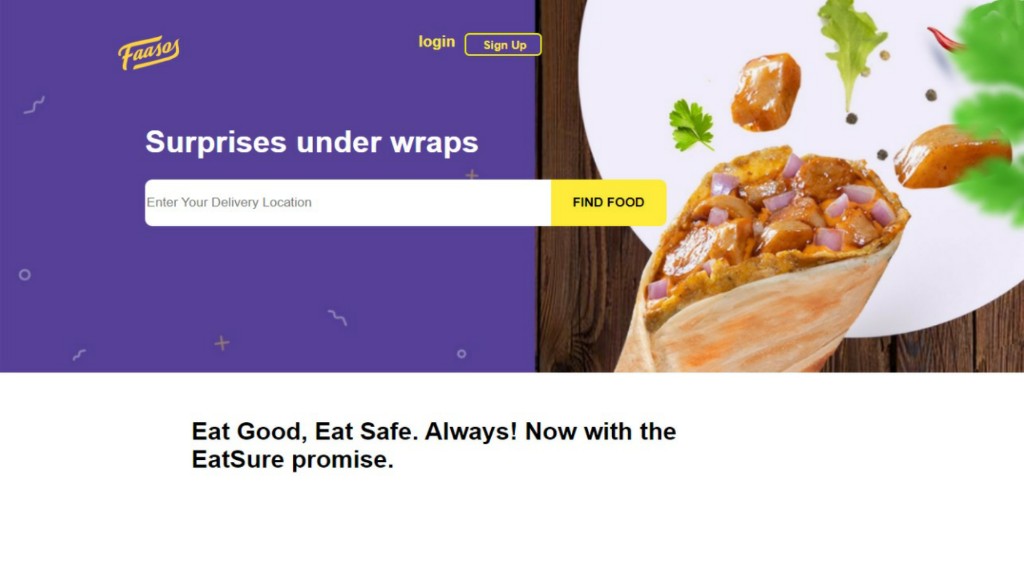 Faasos
login
Sign Up
Surprises under wraps
Enter Your Delivery Location
FIND FOOD
Eat Good, Eat Safe. Always! Now with the
EatSure promise.